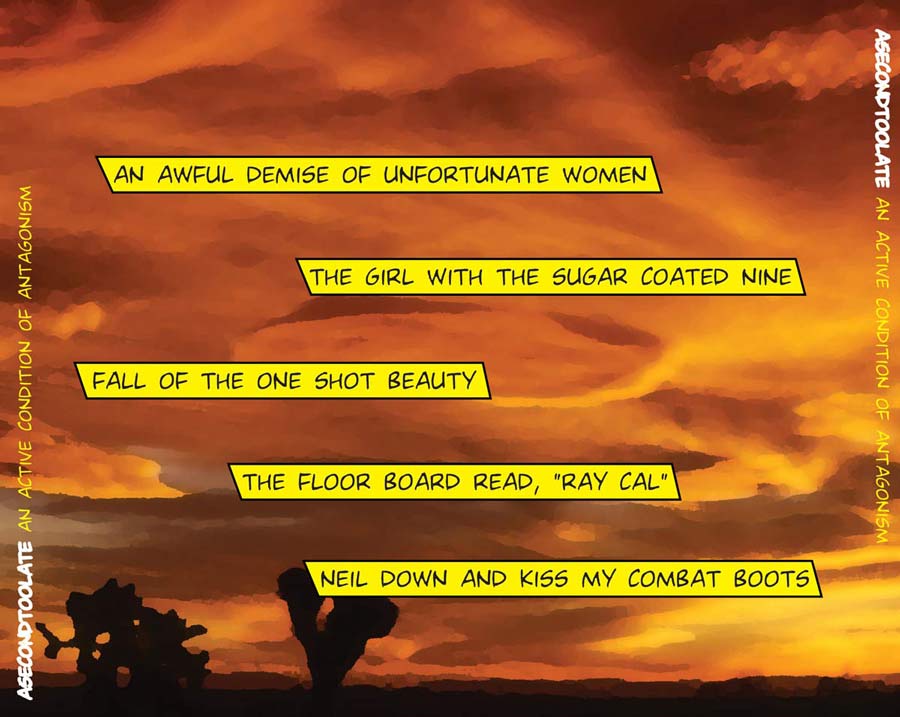 AN AWFUL DEMISE OF UNFORTUNATE WOMEN
THE GIRL WITH THE SUGAR COATED NINE
FALL OF THE ONE SHOT BEAUTY
THE FLOOR BOARD READ, "RAY CAL"
NEIL DOWN AND KISS MY COMBAT BOOTS
ASECONDTOOLATE AN ACTIVE CONDITION OF ANTAGONISM
ASECONDTOOLATE AN ACTIVE CONDITION OF ANTAGONISM